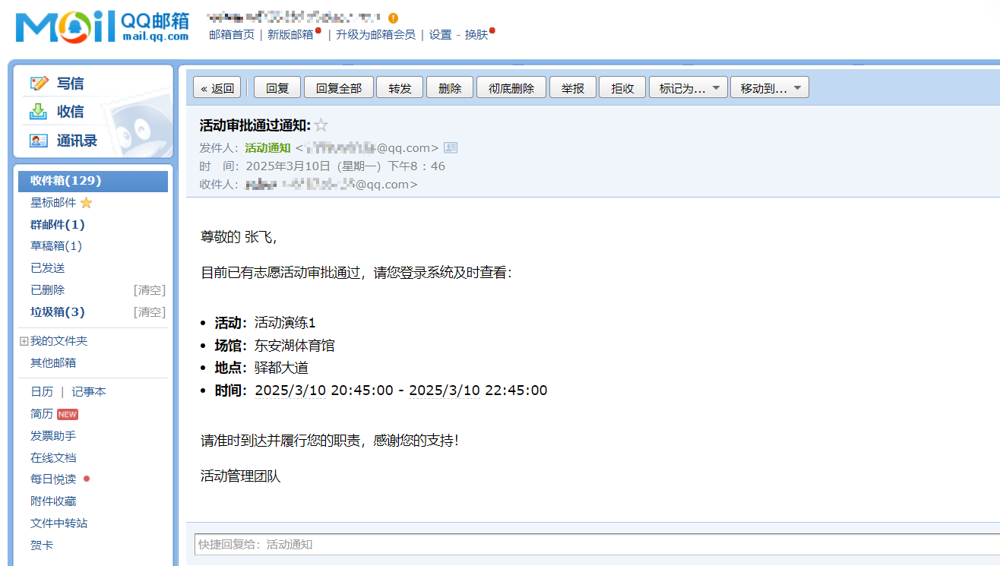 Mail QQ邮箱
mail.qq.com
邮箱首页 | 新版邮箱 | 升级为邮箱会员 | 设置 - 换肤
写信
收信
通讯录
收件箱(129)
星标邮件
群邮件(1)
草稿箱(1)
已发送
已删除 [清空]
垃圾箱(3) [清空]
我的文件夹
其他邮箱
日历 | 记事本
简历 NEW
发票助手
在线文档
每日悦读
附件收藏
文件中转站
贺卡
« 返回 回复 回复全部 转发 删除 彻底删除 举报 拒收 标记为... 移动到...
活动审批通过通知:
发件人：活动通知 < @qq.com>
时 间：2025年3月10日（星期一）下午8：46
收件人： @qq.com>
尊敬的 张飞，
目前已有志愿活动审批通过，请您登录系统及时查看：
• 活动：活动演练1
• 场馆：东安湖体育馆
• 地点：驿都大道
• 时间：2025/3/10 20:45:00 - 2025/3/10 22:45:00
请准时到达并履行您的职责，感谢您的支持！
活动管理团队
快捷回复给：活动通知